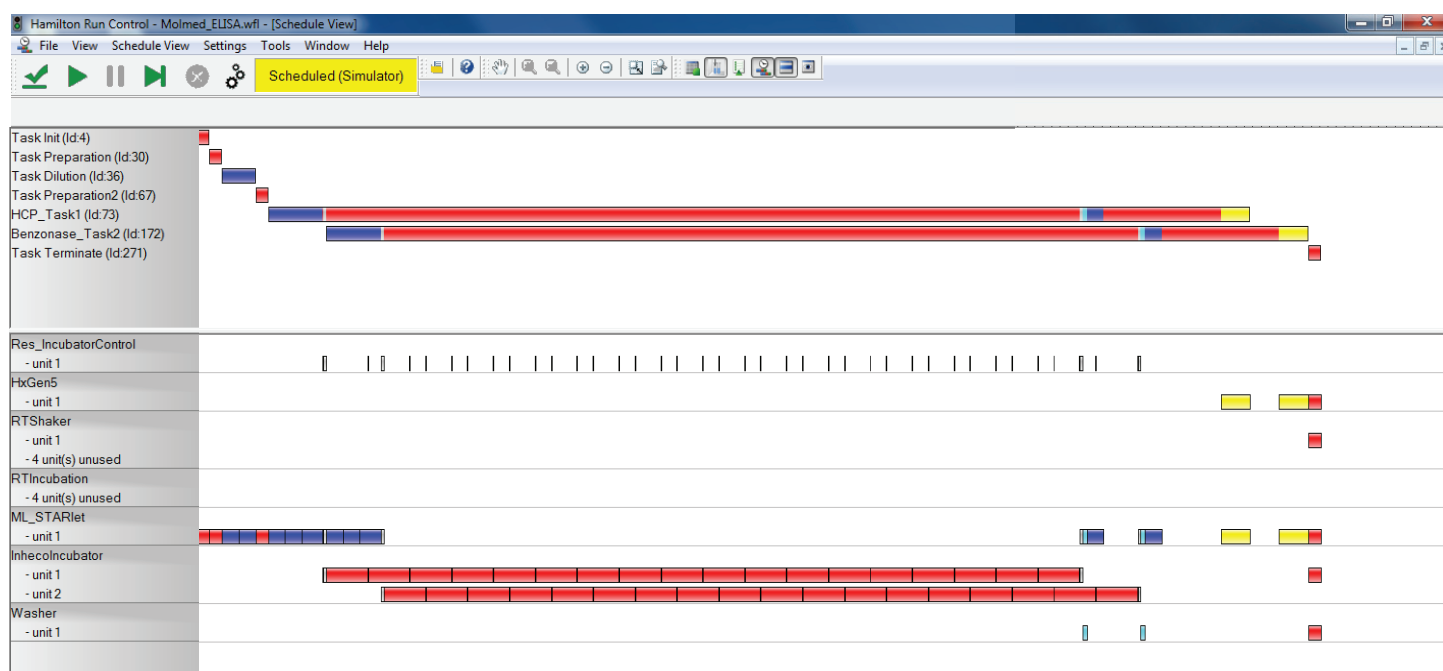 Hamilton Run Control - Molmed_ELISA.wfl - [Schedule View]
File View Schedule View Settings Tools Window Help
Scheduled (Simulator)
Task Init (Id:4)
Task Preparation (Id:30)
Task Dilution (Id:36)
Task Preparation2 (Id:67)
HCP_Task1 (Id:73)
Benzonase_Task2 (Id:172)
Task Terminate (Id:271)
Res_IncubatorControl
- unit 1
HxGen5
- unit 1
RTShaker
- unit 1
- 4 unit(s) unused
RTIncubation
- 4 unit(s) unused
ML_STARlet
- unit 1
InhecoIncubator
- unit 1
- unit 2
Washer
- unit 1